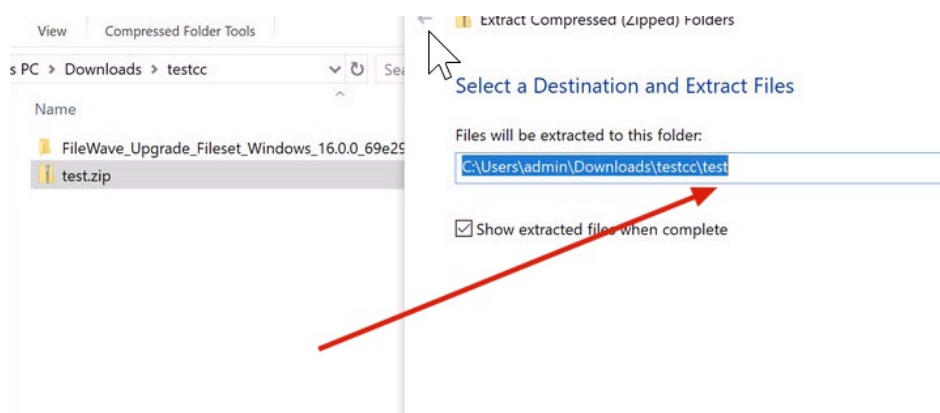 View Compressed Folder Tools
s PC > Downloads > testcc
Sea
Name
FileWave_Upgrade_Fileset_Windows_16.0.0_69e29
test.zip
Extract Compressed (Zipped) Folders
Select a Destination and Extract Files
Files will be extracted to this folder:
C:\Users\admin\Downloads\testcc\test
Show extracted files when complete